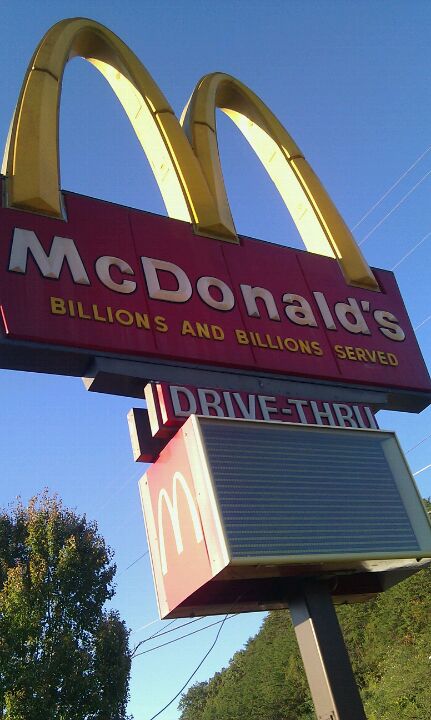 McDonald's
BILLIONS AND BILLIONS SERVED
DRIVE-THRU